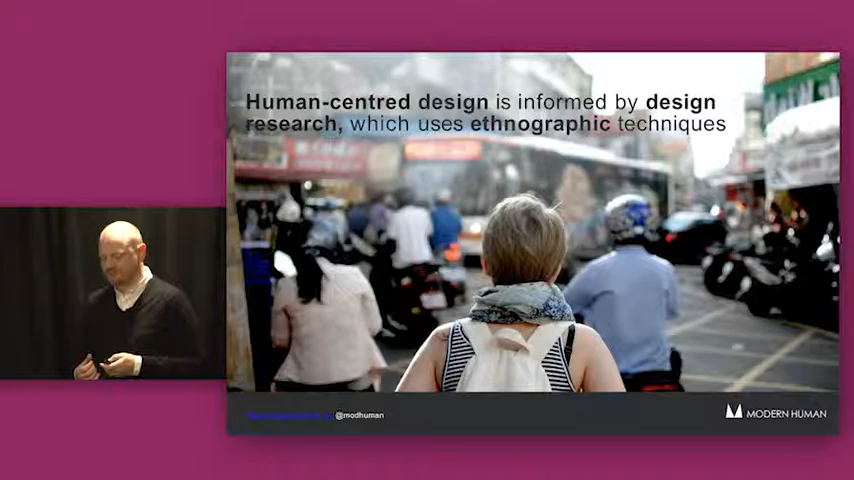 Human-centred design is informed by design
research, which uses ethnographic techniques
@modhuman
MODERN HUMAN